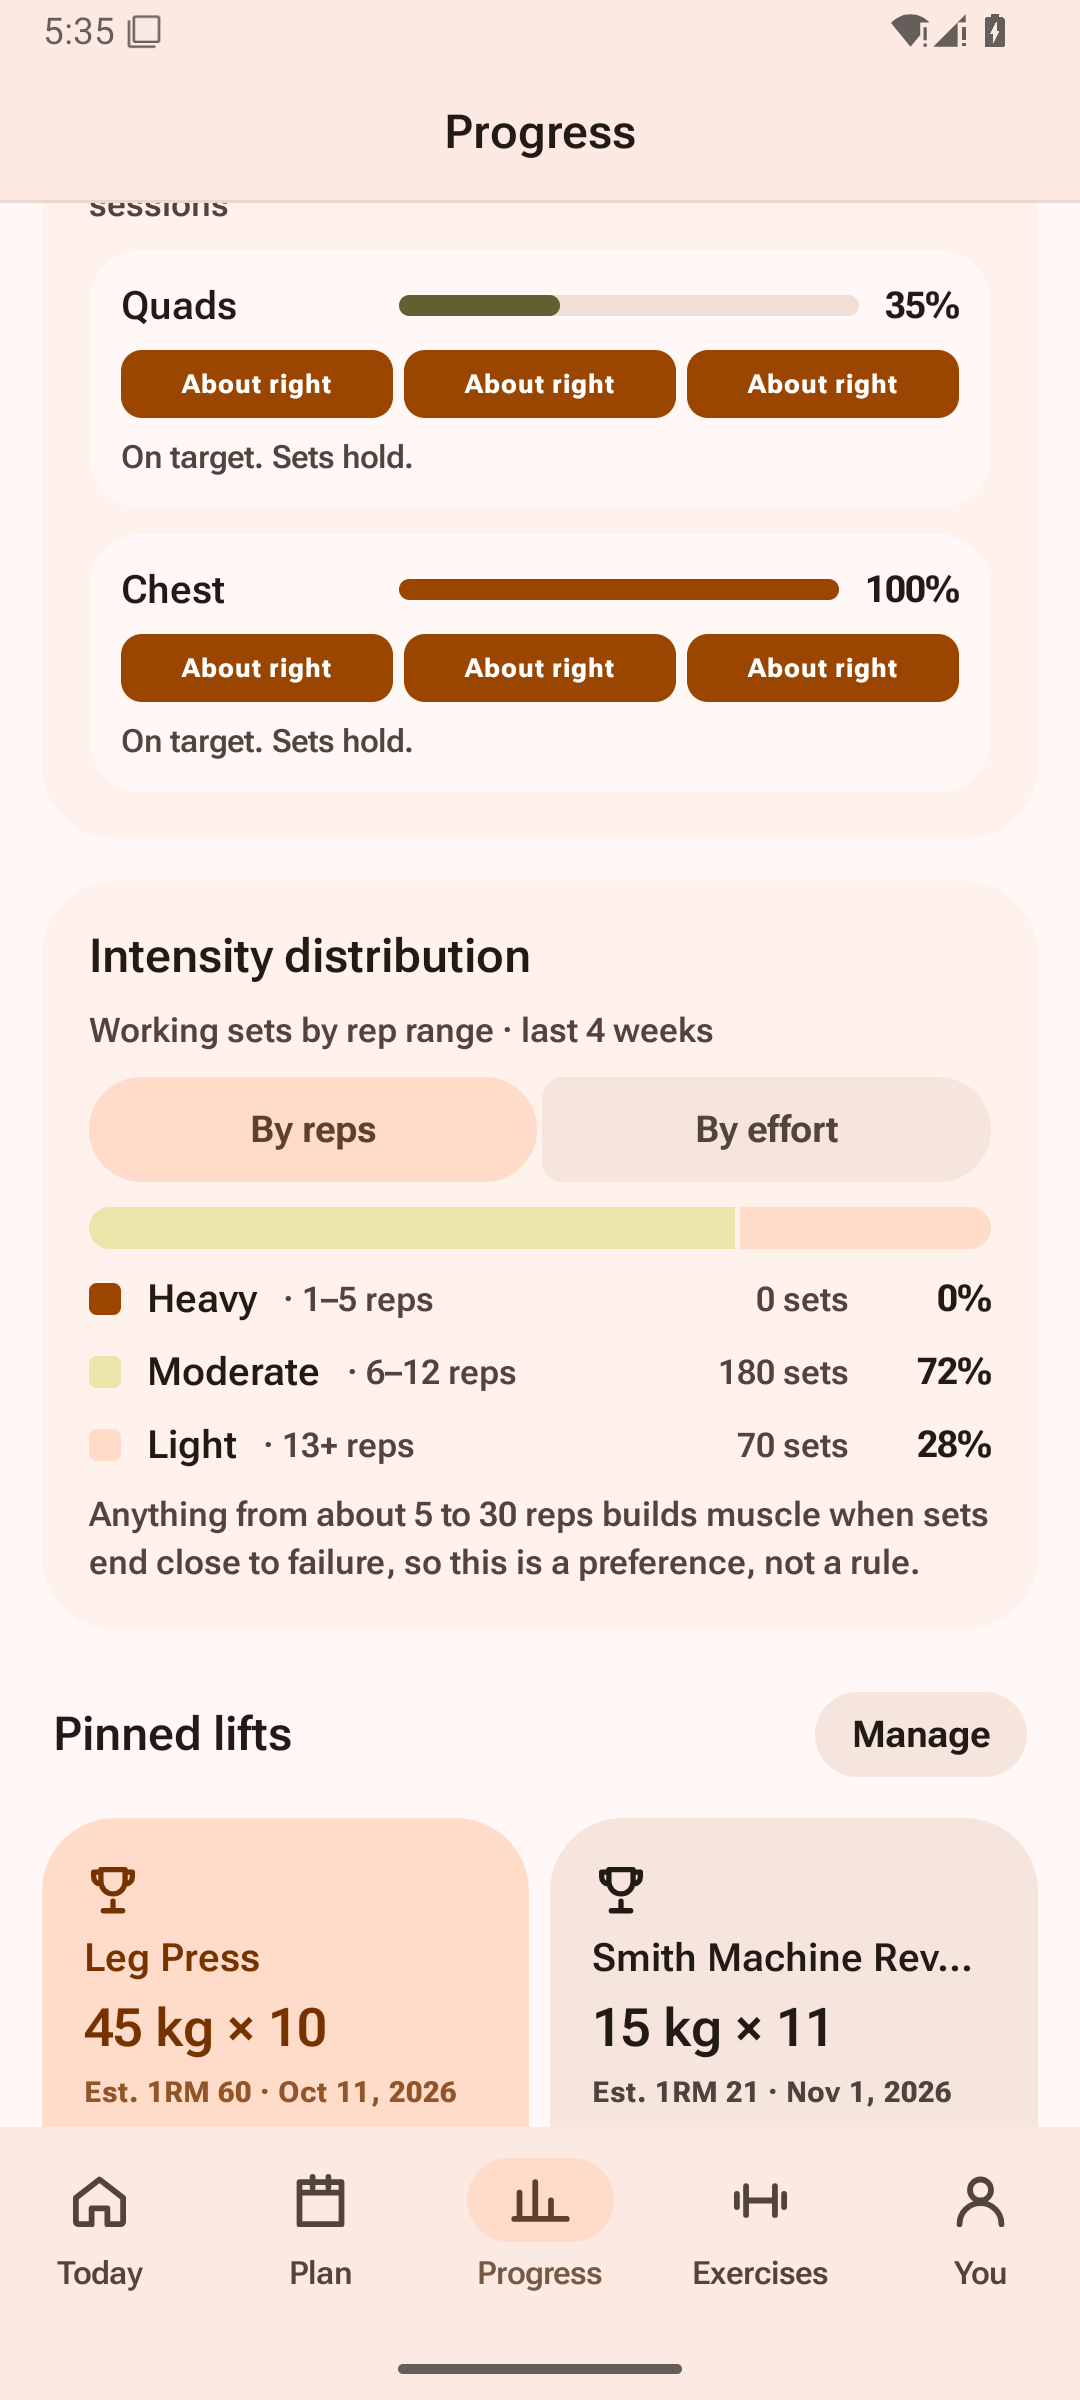 5:35
Progress
sessions
Quads
35%
About right
About right
About right
On target. Sets hold.
Chest
100%
About right
About right
About right
On target. Sets hold.
Intensity distribution
Working sets by rep range · last 4 weeks
By reps
By effort
Heavy · 1–5 reps 0 sets 0%
Moderate · 6–12 reps 180 sets 72%
Light · 13+ reps 70 sets 28%
Anything from about 5 to 30 reps builds muscle when sets
end close to failure, so this is a preference, not a rule.
Pinned lifts
Manage
Leg Press
45 kg × 10
Est. 1RM 60 · Oct 11, 2026
Smith Machine Rev...
15 kg × 11
Est. 1RM 21 · Nov 1, 2026
Today
Plan
Progress
Exercises
You